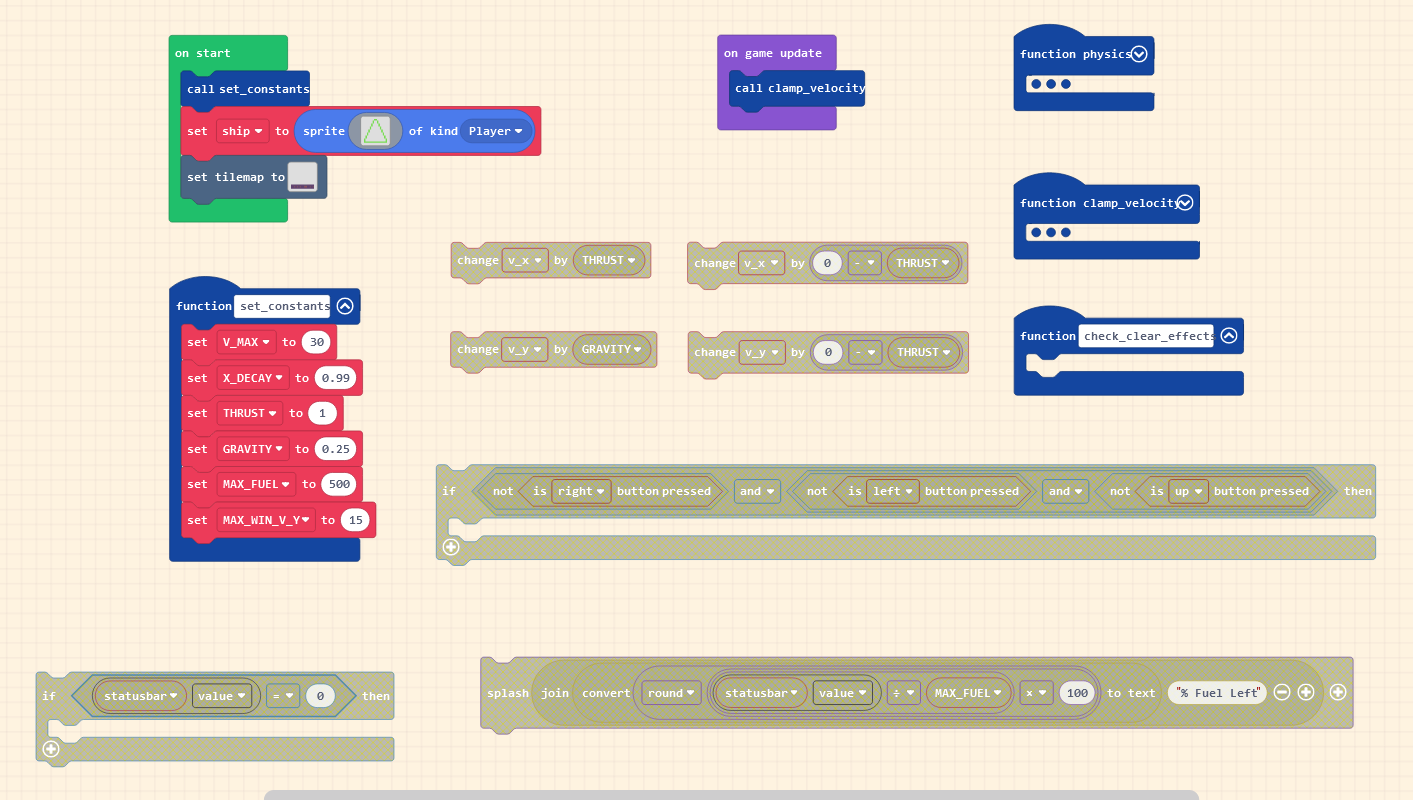 on start
call set_constants
set ship to sprite of kind Player
set tilemap to
on game update
call clamp_velocity
function physics
function clamp_velocity
function check_clear_effects
change v_x by THRUST
change v_x by 0 - THRUST
change v_y by GRAVITY
change v_y by 0 - THRUST
function set_constants
set V_MAX to 30
set X_DECAY to 0.99
set THRUST to 1
set GRAVITY to 0.25
set MAX_FUEL to 500
set MAX_WIN_V_Y to 15
if not is right button pressed and not is left button pressed and not is up button pressed then
if statusbar value = 0 then
splash join convert round statusbar value ÷ MAX_FUEL × 100 to text "% Fuel Left"